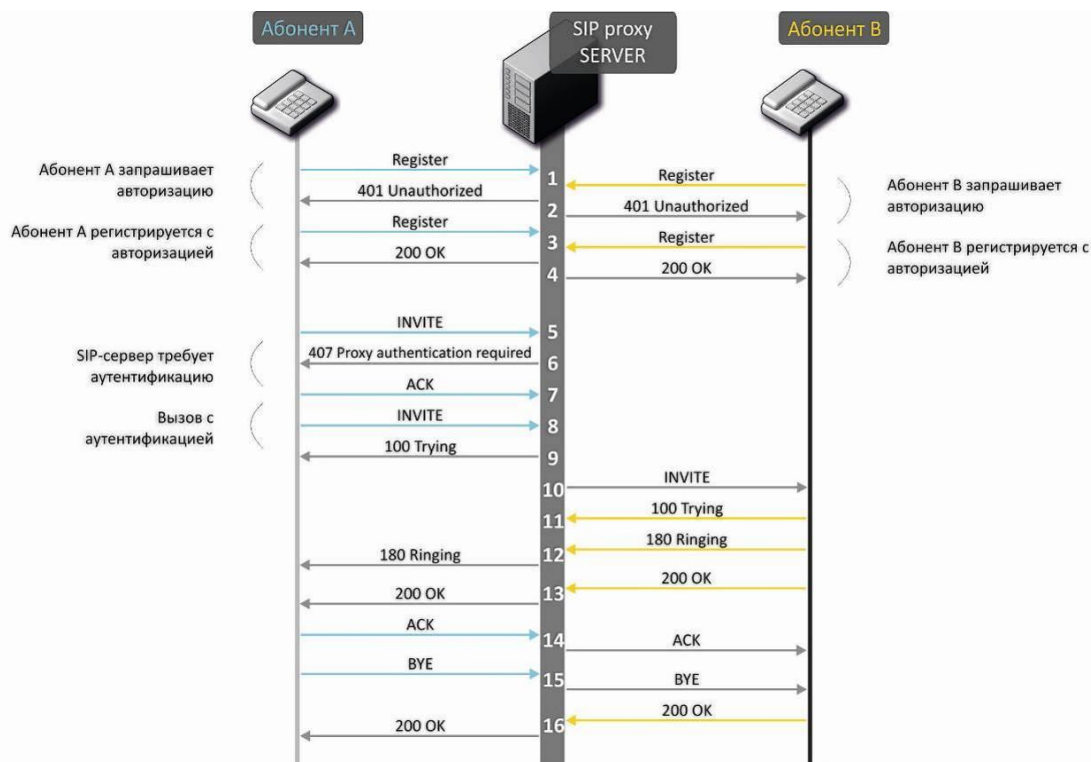 Абонент А
SIP proxy
SERVER
Абонент В
Абонент А запрашивает
авторизацию
Register
1
Register
Абонент В запрашивает
авторизацию
401 Unauthorized
2
401 Unauthorized
Абонент А регистрируется с
авторизацией
Register
3
Register
Абонент В регистрируется с
авторизацией
200 OK
4
200 OK
INVITE
5
SIP-сервер требует
аутентификацию
407 Proxy authentication required
6
ACK
7
Вызов с
аутентификацией
INVITE
8
100 Trying
9
INVITE
10
100 Trying
11
180 Ringing
12
180 Ringing
200 OK
13
200 OK
ACK
14
ACK
BYE
15
BYE
200 OK
16
200 OK